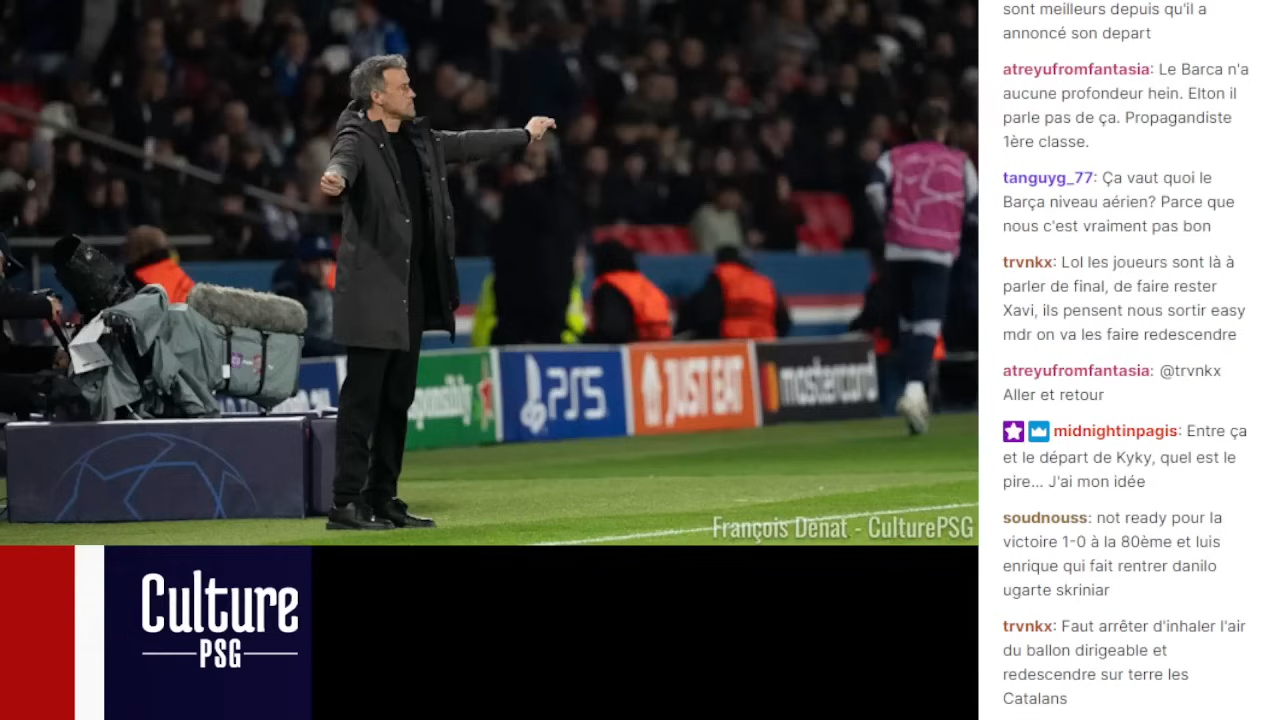 ponsibly
PS5
JUST EAT
mastercard
François Denat - CulturePSG
Culture
PSG
sont meilleurs depuis qu'il a
annoncé son depart
atreyufromfantasia: Le Barca n'a
aucune profondeur hein. Elton il
parle pas de ça. Propagandiste
1ère classe.
tanguyg_77: Ça vaut quoi le
Barça niveau aérien? Parce que
nous c'est vraiment pas bon
trvnkx: Lol les joueurs sont là à
parler de final, de faire rester
Xavi, ils pensent nous sortir easy
mdr on va les faire redescendre
atreyufromfantasia: @trvnkx
Aller et retour
midnightinpagis: Entre ça
et le départ de Kyky, quel est le
pire... J'ai mon idée
soudnouss: not ready pour la
victoire 1-0 à la 80ème et luis
enrique qui fait rentrer danilo
ugarte skriniar
trvnkx: Faut arrêter d'inhaler l'air
du ballon dirigeable et
redescendre sur terre les
Catalans